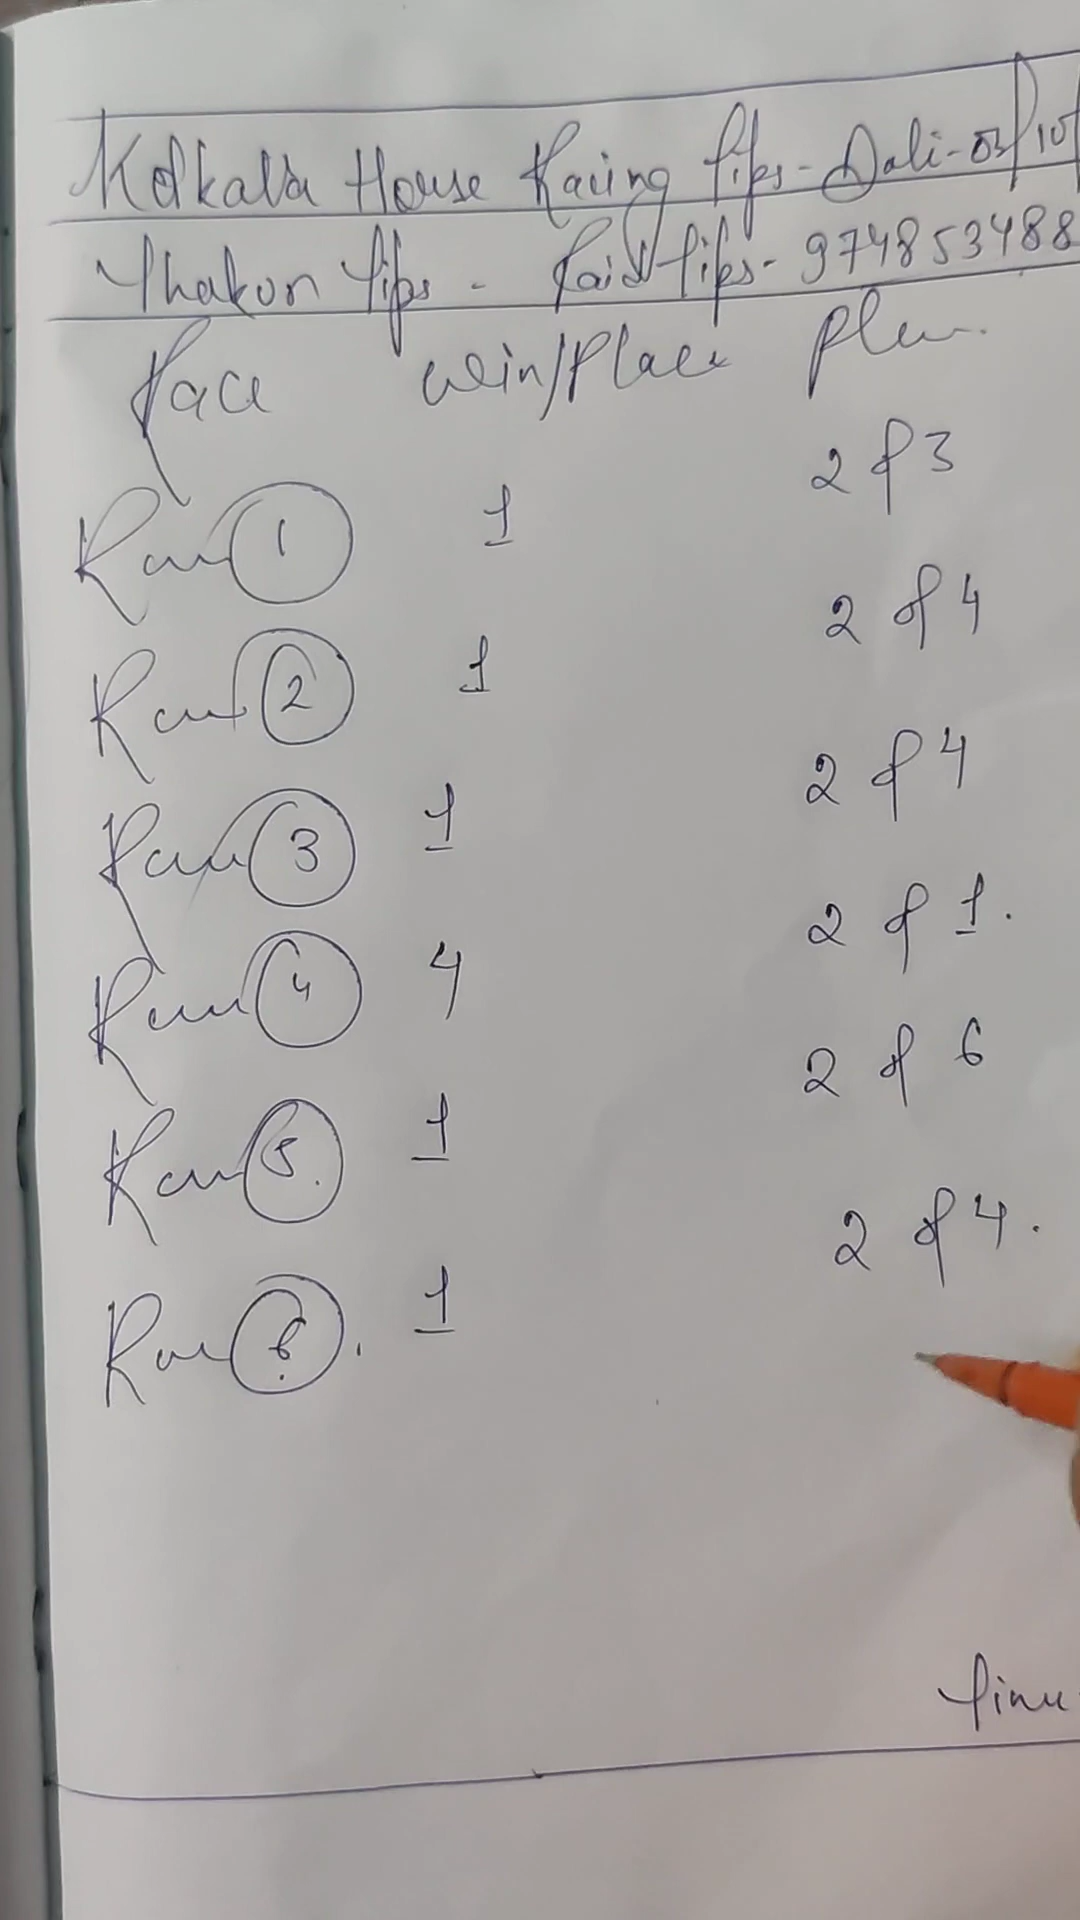 Kolkata House Racing Tips - Date - 03/10/
Thakur Tips - Paid Tips - 974853488
Race Win/Place Plc.
Race 1 1 2 & 3
Race 2 1 2 & 4
Race 3 1 2 & 4
Race 4 4 2 & 1.
Race 5. 1 2 & 6
Race 6. 1 2 & 4.
Time